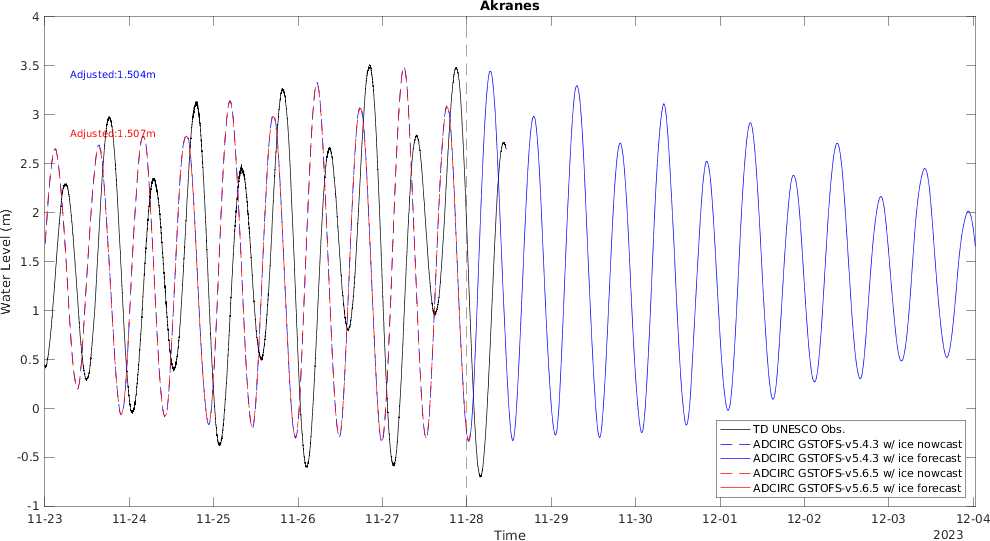 Akranes
4
3.5
3
2.5
2
1.5
1
0.5
0
-0.5
-1
Water Level (m)
Adjusted:1.504m
Adjusted:1.507m
TD UNESCO Obs.
ADCIRC GSTOFS-v5.4.3 w/ ice nowcast
ADCIRC GSTOFS-v5.4.3 w/ ice forecast
ADCIRC GSTOFS-v5.6.5 w/ ice nowcast
ADCIRC GSTOFS-v5.6.5 w/ ice forecast
11-23 11-24 11-25 11-26 11-27 11-28 11-29 11-30 12-01 12-02 12-03 12-04
Time
2023